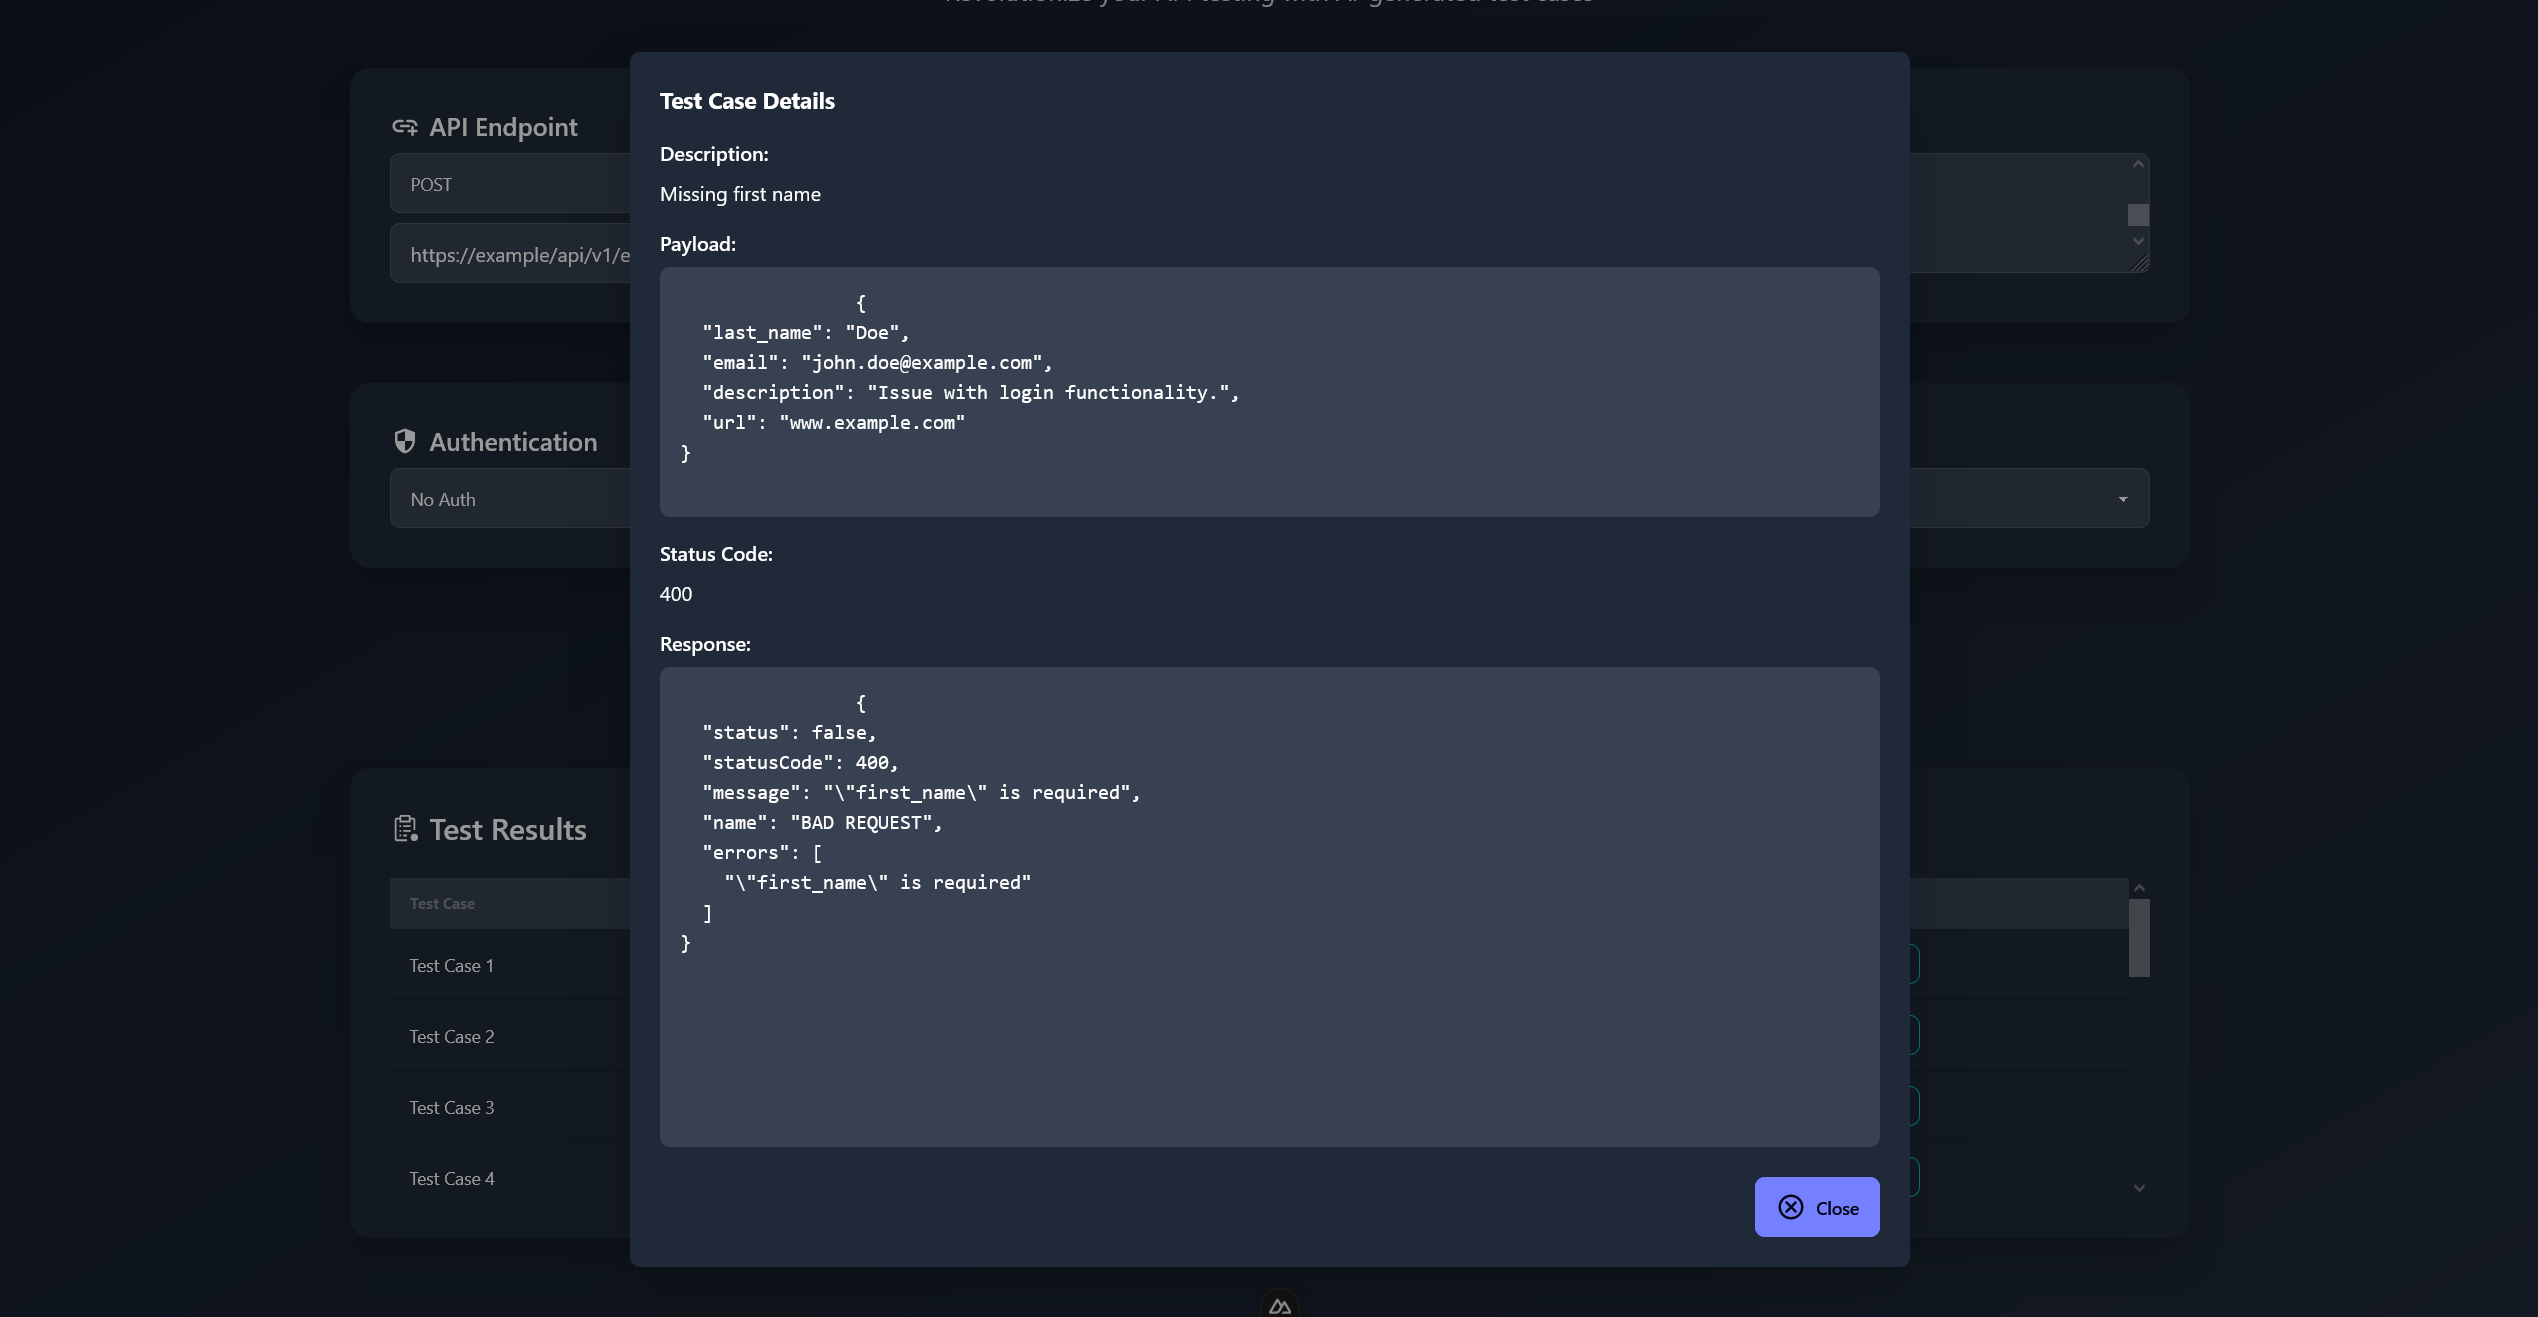 API Endpoint
POST
https://example/api/v1/e
Authentication
No Auth
Test Results
Test Case
Test Case 1
Test Case 2
Test Case 3
Test Case 4
Test Case Details
Description:
Missing first name
Payload:
{
"last_name": "Doe",
"email": "john.doe@example.com",
"description": "Issue with login functionality.",
"url": "www.example.com"
}
Status Code:
400
Response:
{
"status": false,
"statusCode": 400,
"message": "\"first_name\" is required",
"name": "BAD REQUEST",
"errors": [
"\"first_name\" is required"
]
}
Close